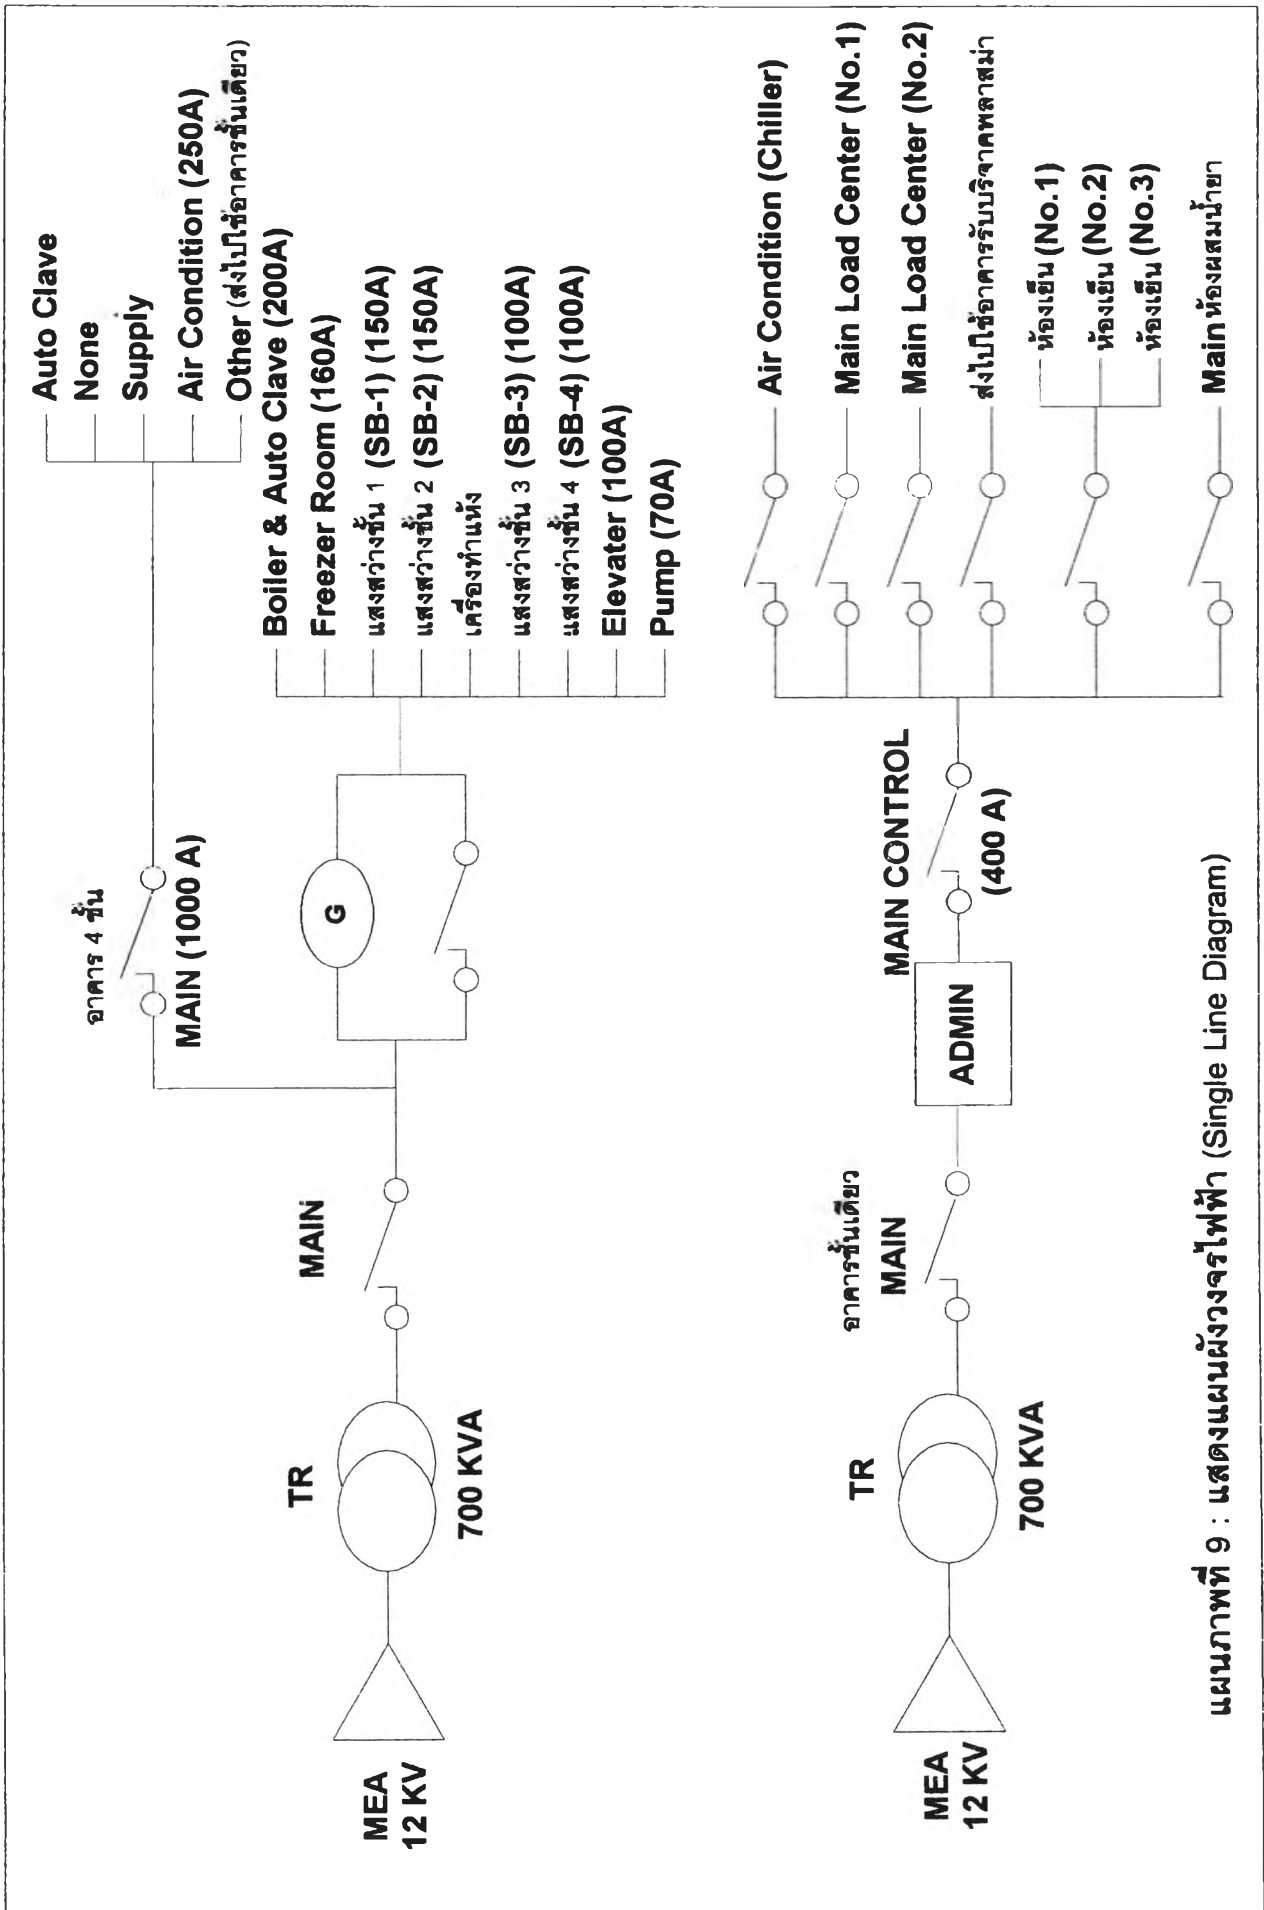 MEA
12 KV
TR
700 KVA
MAIN
อาคาร 4 ชั้น
MAIN (1000 A)
G
Auto Clave
None
Supply
Air Condition (250A)
Other (ส่งไปใช้อาคารชั้นเดียว)
Boiler & Auto Clave (200A)
Freezer Room (160A)
แสงสว่างชั้น 1 (SB-1) (150A)
แสงสว่างชั้น 2 (SB-2) (150A)
เครื่องทำแห้ง
แสงสว่างชั้น 3 (SB-3) (100A)
แสงสว่างชั้น 4 (SB-4) (100A)
Elevater (100A)
Pump (70A)
MEA
12 KV
TR
700 KVA
อาคารชั้นเดียว
MAIN
ADMIN
MAIN CONTROL
(400 A)
Air Condition (Chiller)
Main Load Center (No.1)
Main Load Center (No.2)
ส่งไปใช้อาคารรับบริจาคพลาสม่า
ห้องเย็น (No.1)
ห้องเย็น (No.2)
ห้องเย็น (No.3)
Main ห้องผสมน้ำยา
แผนภาพที่ 9 : แสดงแผนผังวงจรไฟฟ้า (Single Line Diagram)